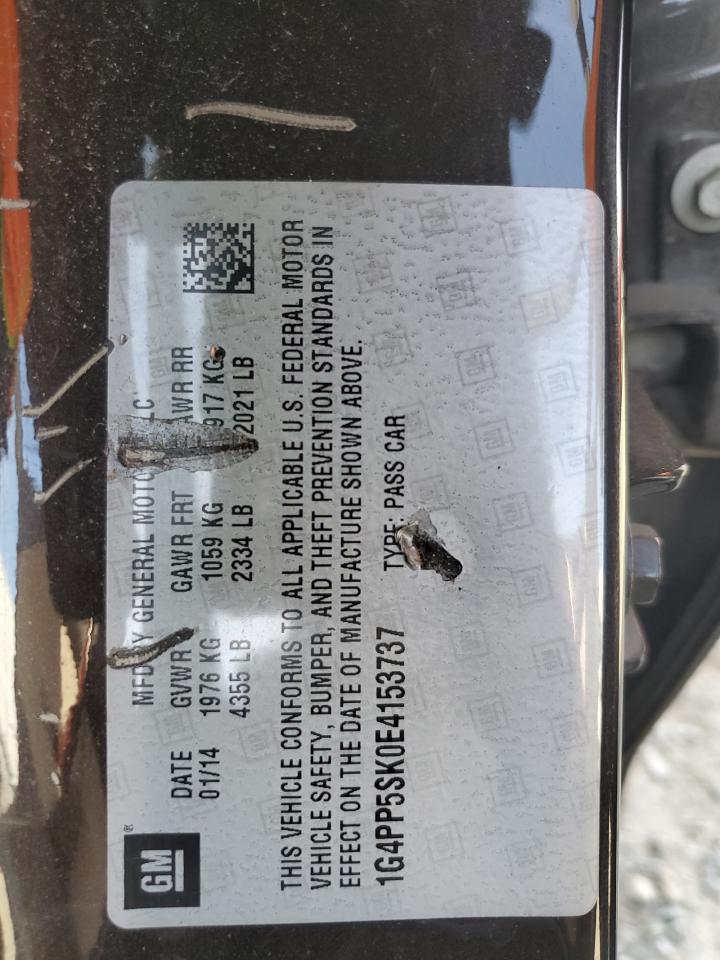 GM®
MFD BY GENERAL MOTORS LLC
DATE GVWR GAWR FRT GAWR RR
01/14 1976 KG 1059 KG 917 KG
4355 LB 2334 LB 2021 LB
THIS VEHICLE CONFORMS TO ALL APPLICABLE U.S. FEDERAL MOTOR
VEHICLE SAFETY, BUMPER, AND THEFT PREVENTION STANDARDS IN
EFFECT ON THE DATE OF MANUFACTURE SHOWN ABOVE.
1G4PP5SK0E4153737 TYPE: PASS CAR